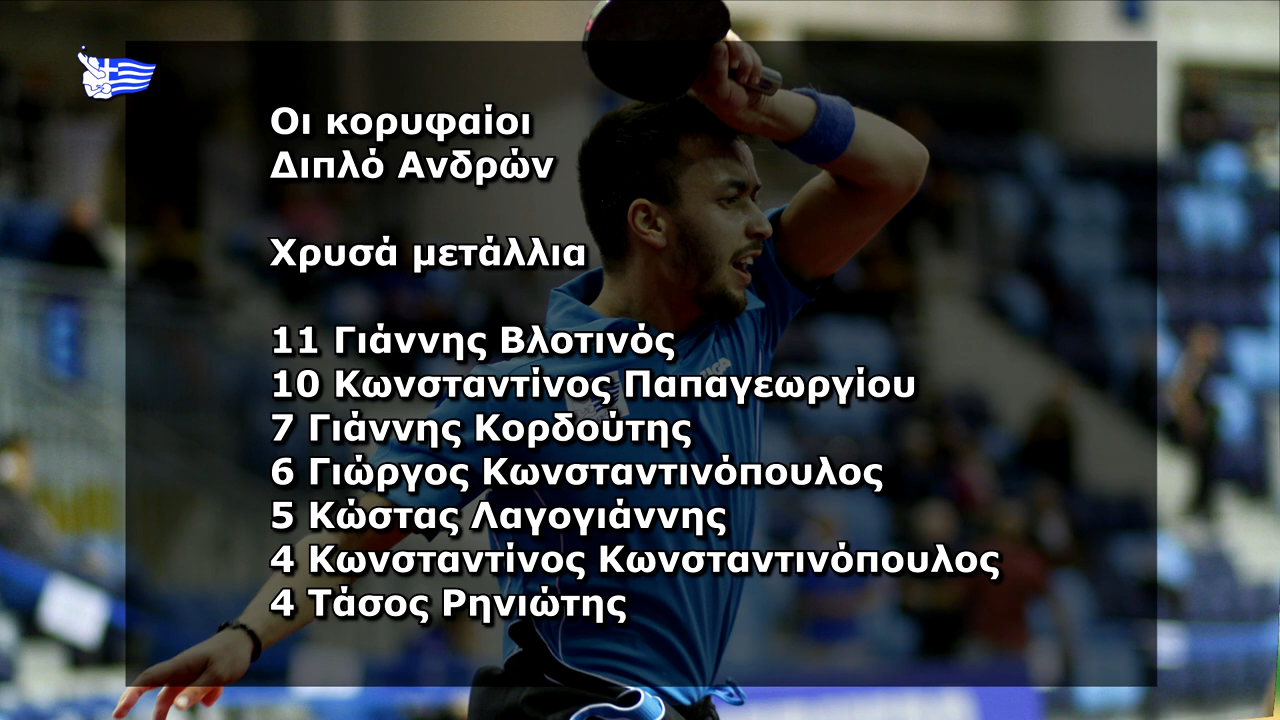 Οι κορυφαίοι
Διπλό Ανδρών
Χρυσά μετάλλια
11 Γιάννης Βλοτινός
10 Κωνσταντίνος Παπαγεωργίου
7 Γιάννης Κορδούτης
6 Γιώργος Κωνσταντινόπουλος
5 Κώστας Λαγογιάννης
4 Κωνσταντίνος Κωνσταντινόπουλος
4 Τάσος Ρηνιώτης